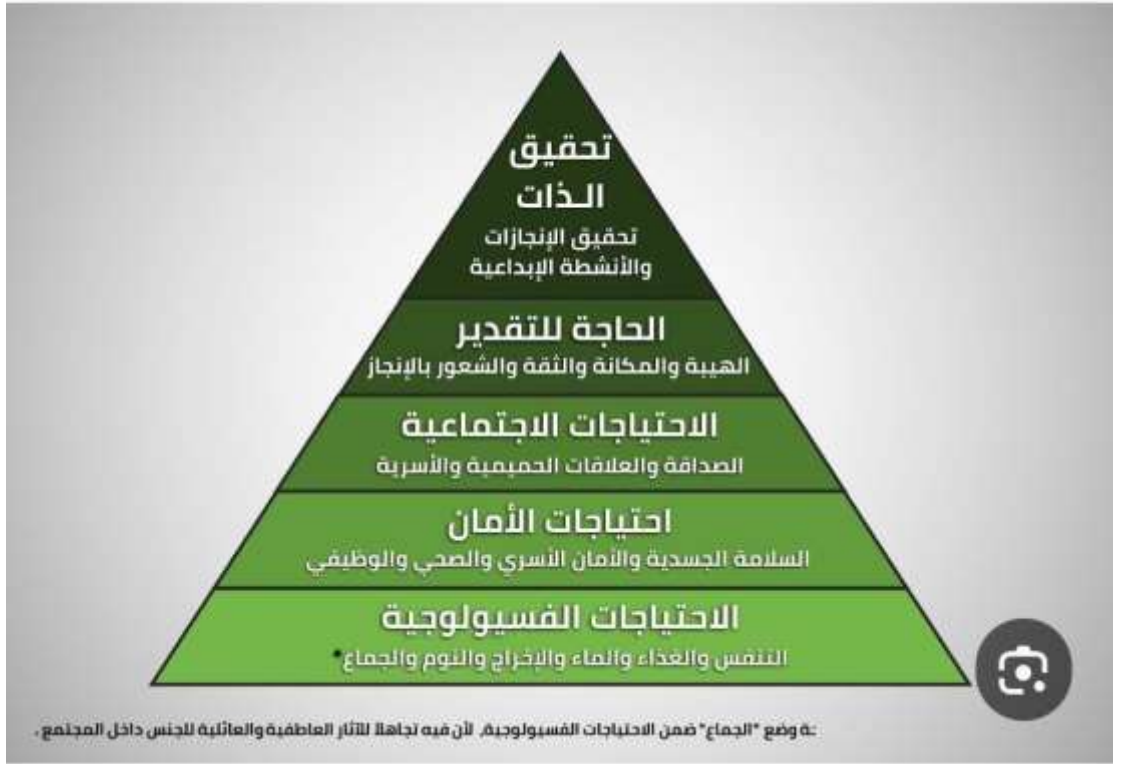 تحقيق
الـذات
تحقيق الإنجازات
والأنشطة الإبداعية
الحاجة للتقدير
الهيبة والمكانة والثقة والشعور بالإنجاز
الاحتياجات الاجتماعية
الصداقة والعلاقات الحميمية والأسرية
احتياجات الأمان
السلامة الجسدية والأمان الأسري والصحي والوظيفي
الاحتياجات الفسيولوجية
التنفس والغذاء والماء والإخراج والنوم والجماع*
وضع "الجماع" ضمن الاحتياجات الفسيولوجية, لأن فيه تجاهلاً للآثار العاطفية والعائلية للجنس داخل المجتمع .